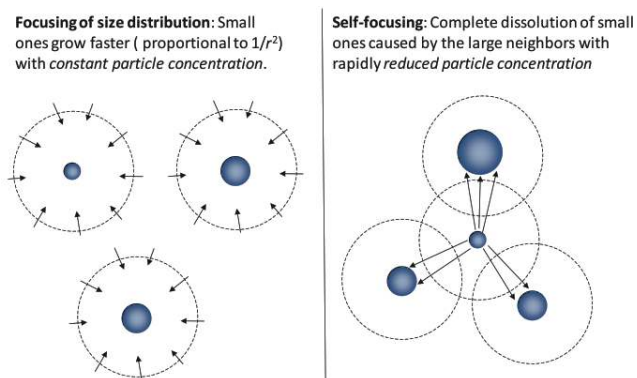 Focusing of size distribution: Small
ones grow faster ( proportional to 1/r²)
with constant particle concentration.
Self-focusing: Complete dissolution of small
ones caused by the large neighbors with
rapidly reduced particle concentration